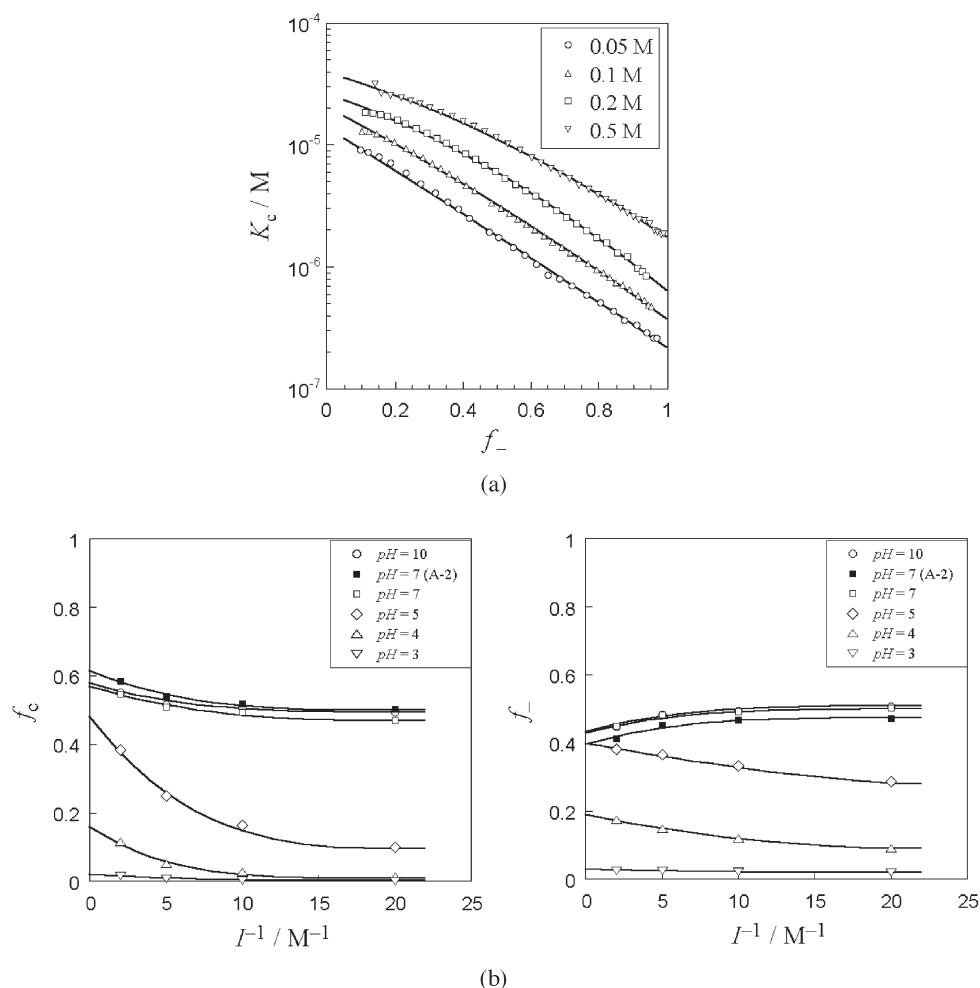 10⁻⁴
10⁻⁵
10⁻⁶
10⁻⁷
K_c / M
0.05 M
0.1 M
0.2 M
0.5 M
0 0.2 0.4 0.6 0.8 1
f_−
(a)
1
0.8
0.6
0.4
0.2
0
f_c
pH = 10
pH = 7 (A-2)
pH = 7
pH = 5
pH = 4
pH = 3
0 5 10 15 20 25
I⁻¹ / M⁻¹
1
0.8
0.6
0.4
0.2
0
f_−
pH = 10
pH = 7 (A-2)
pH = 7
pH = 5
pH = 4
pH = 3
0 5 10 15 20 25
I⁻¹ / M⁻¹
(b)